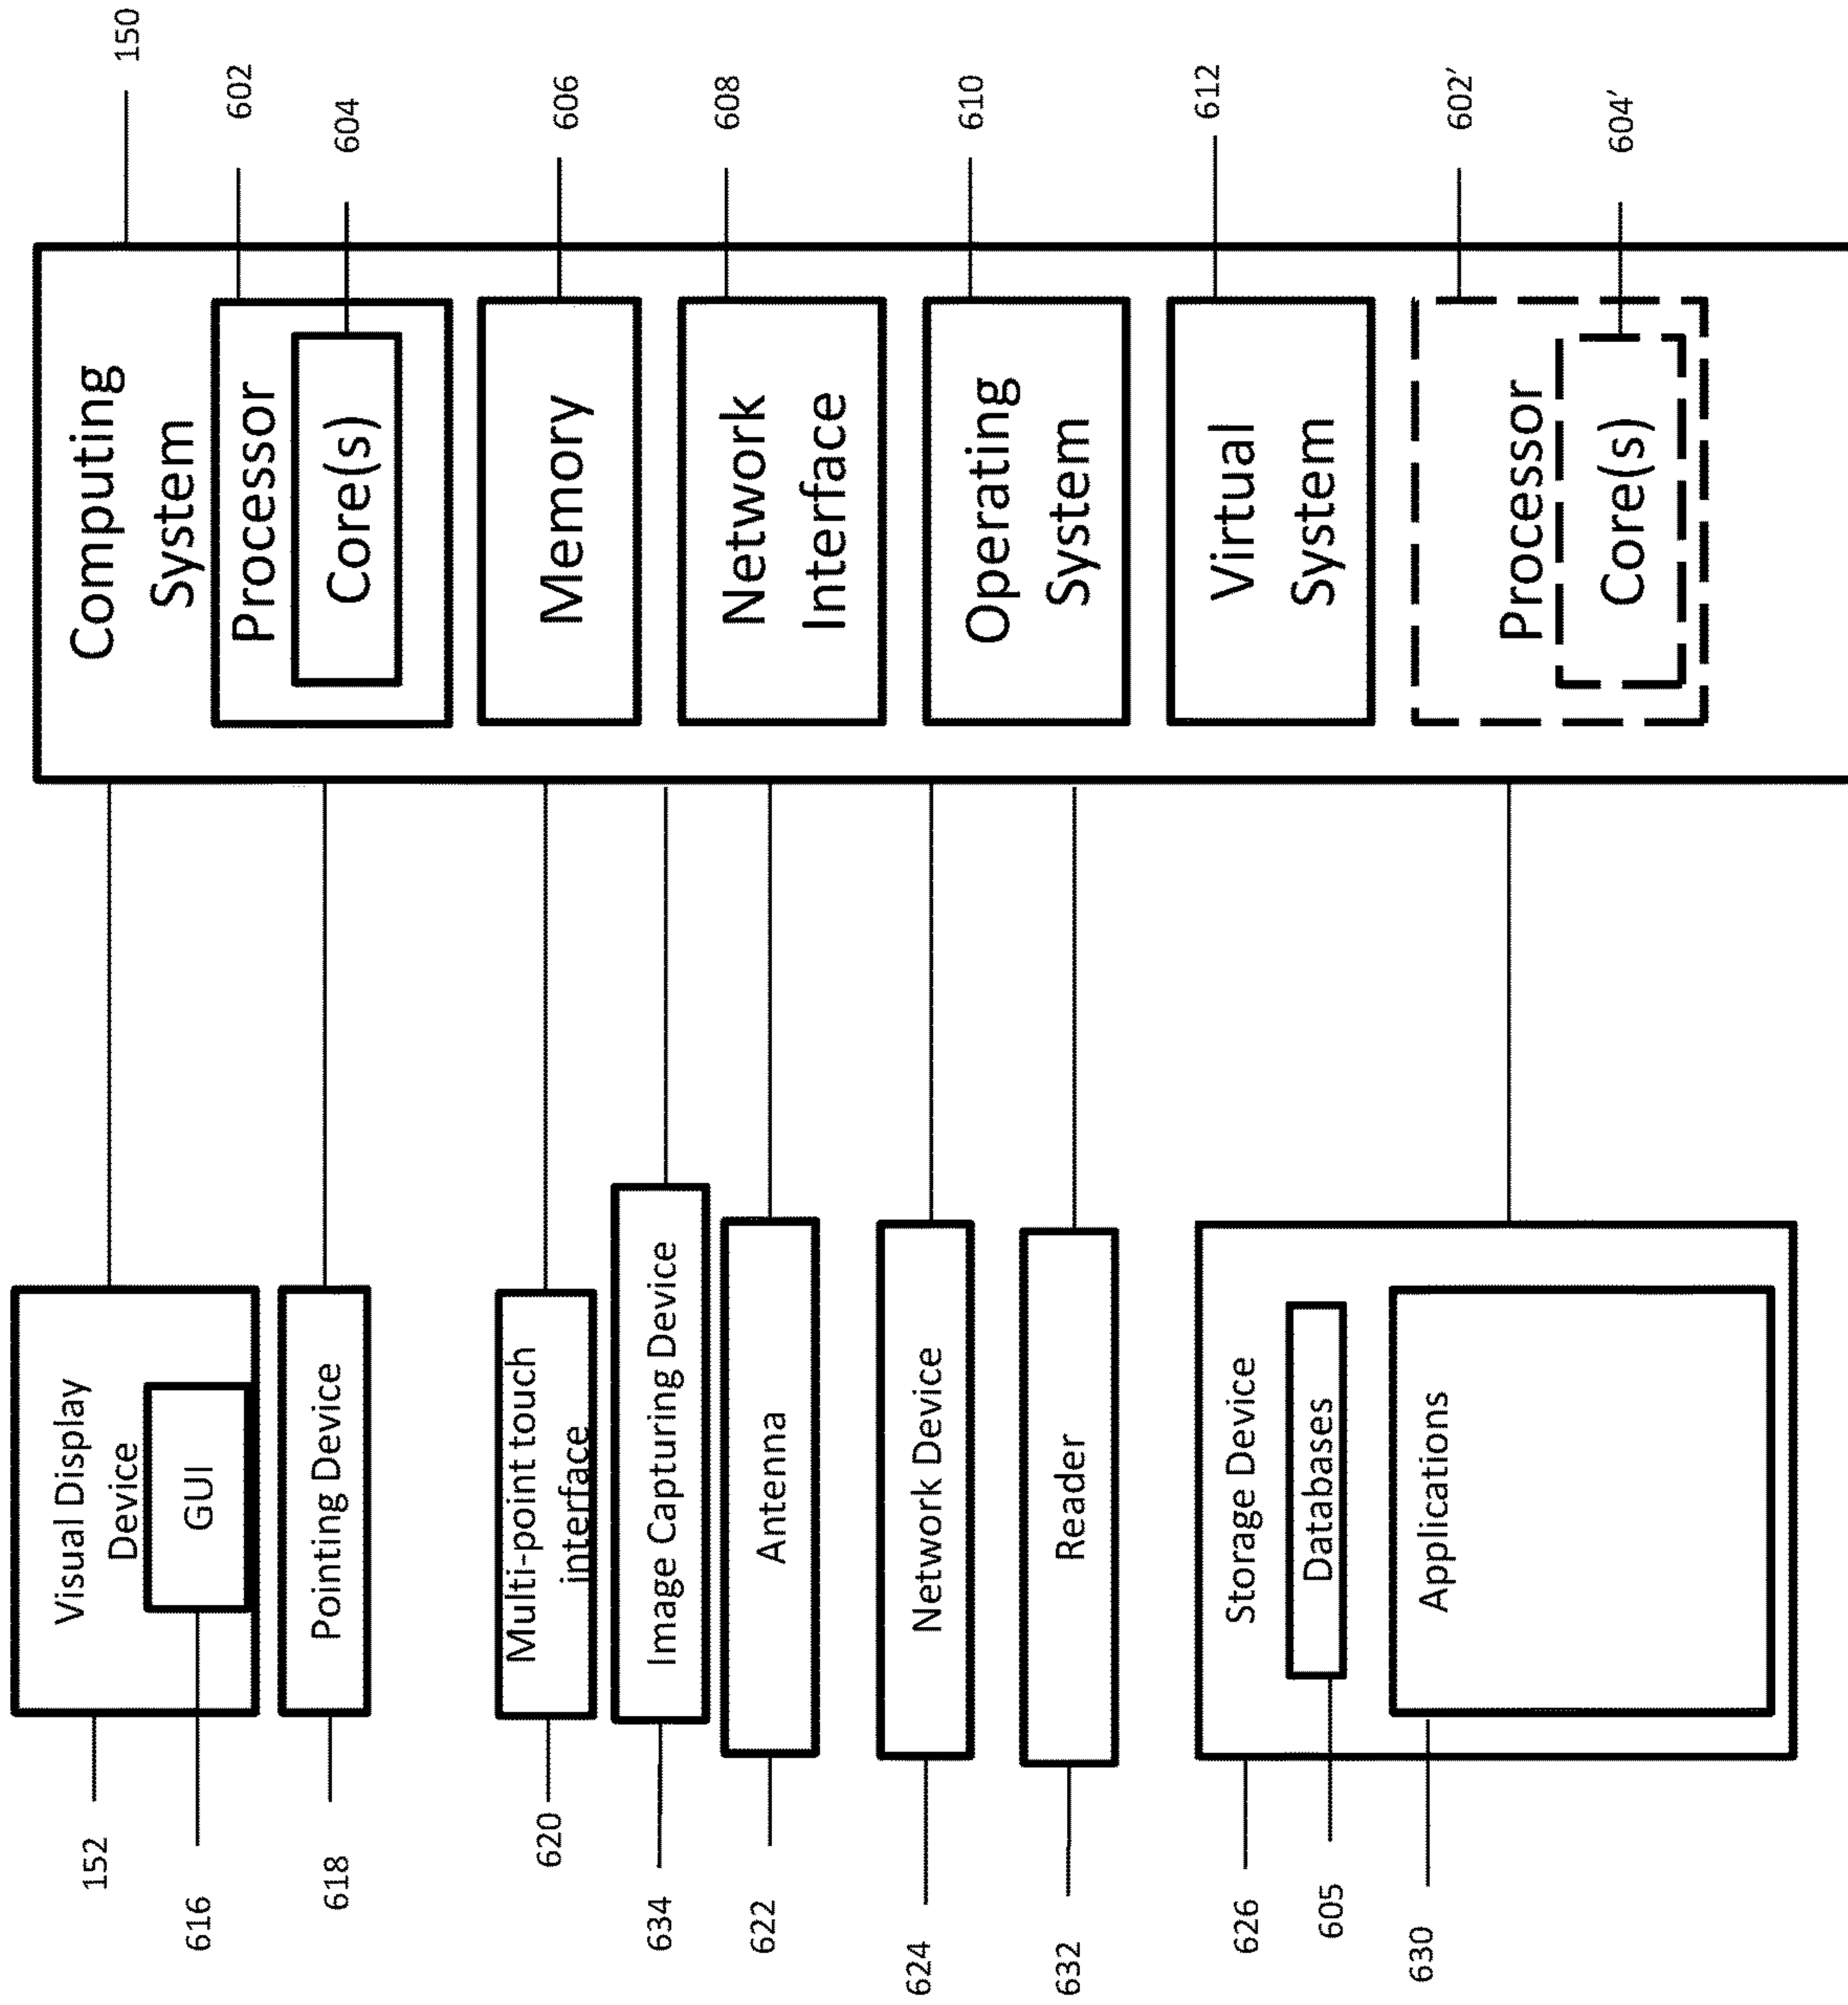 150
602
604
606
608
610
612
602'
604'
Computing
System
Processor
Core(s)
Memory
Network
Interface
Operating
System
Virtual
System
Processor
Core(s)
Visual Display
Device
GUI
Pointing Device
Multi-point touch
interface
Image Capturing Device
Antenna
Network Device
Reader
Storage Device
Databases
Applications
152
616
618
620
634
622
624
632
626
605
630